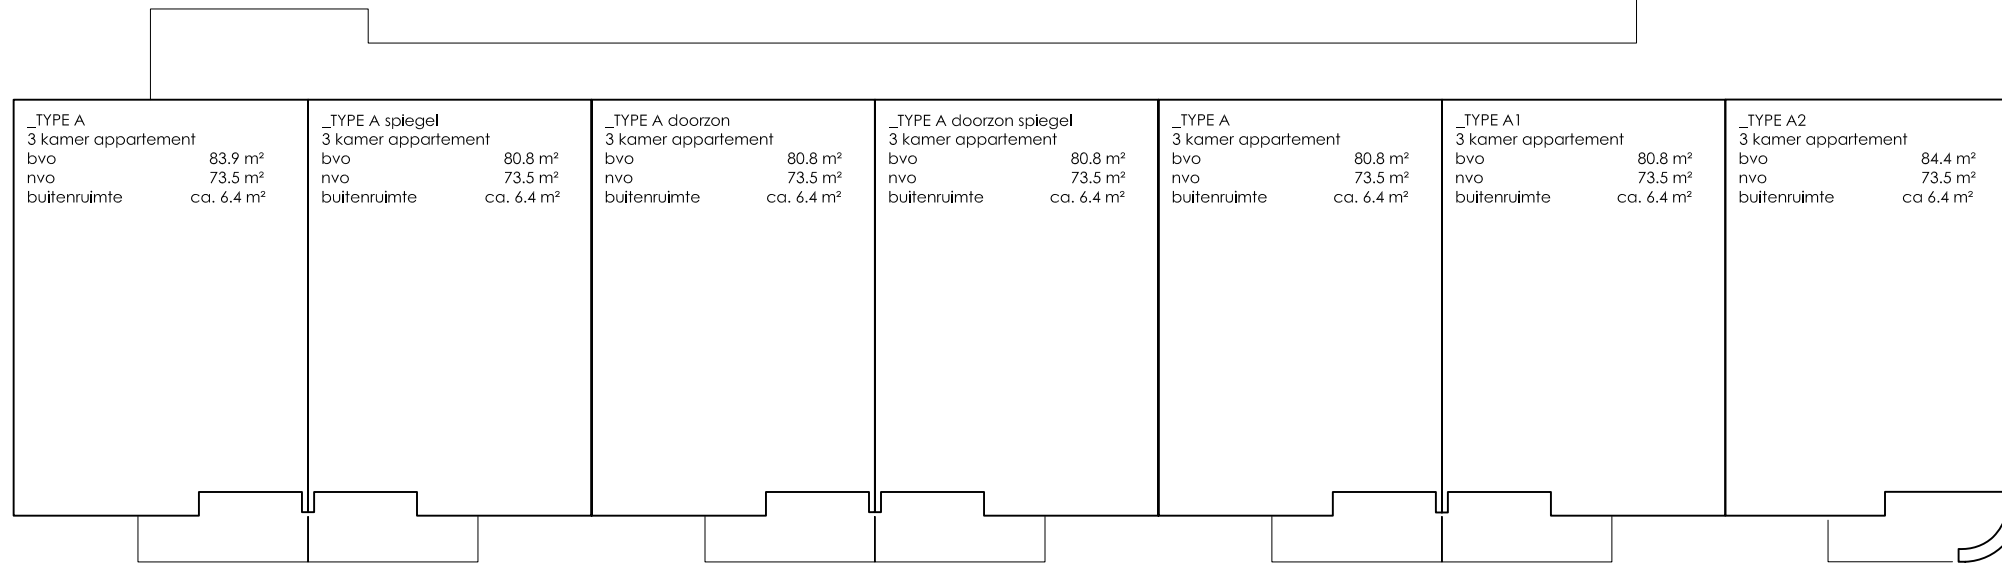 _TYPE A
3 kamer appartement
bvo 83.9 m²
nvo 73.5 m²
buitenruimte ca. 6.4 m²
_TYPE A spiegel
3 kamer appartement
bvo 80.8 m²
nvo 73.5 m²
buitenruimte ca. 6.4 m²
_TYPE A doorzon
3 kamer appartement
bvo 80.8 m²
nvo 73.5 m²
buitenruimte ca. 6.4 m²
_TYPE A doorzon spiegel
3 kamer appartement
bvo 80.8 m²
nvo 73.5 m²
buitenruimte ca. 6.4 m²
_TYPE A
3 kamer appartement
bvo 80.8 m²
nvo 73.5 m²
buitenruimte ca. 6.4 m²
_TYPE A1
3 kamer appartement
bvo 80.8 m²
nvo 73.5 m²
buitenruimte ca. 6.4 m²
_TYPE A2
3 kamer appartement
bvo 84.4 m²
nvo 73.5 m²
buitenruimte ca 6.4 m²